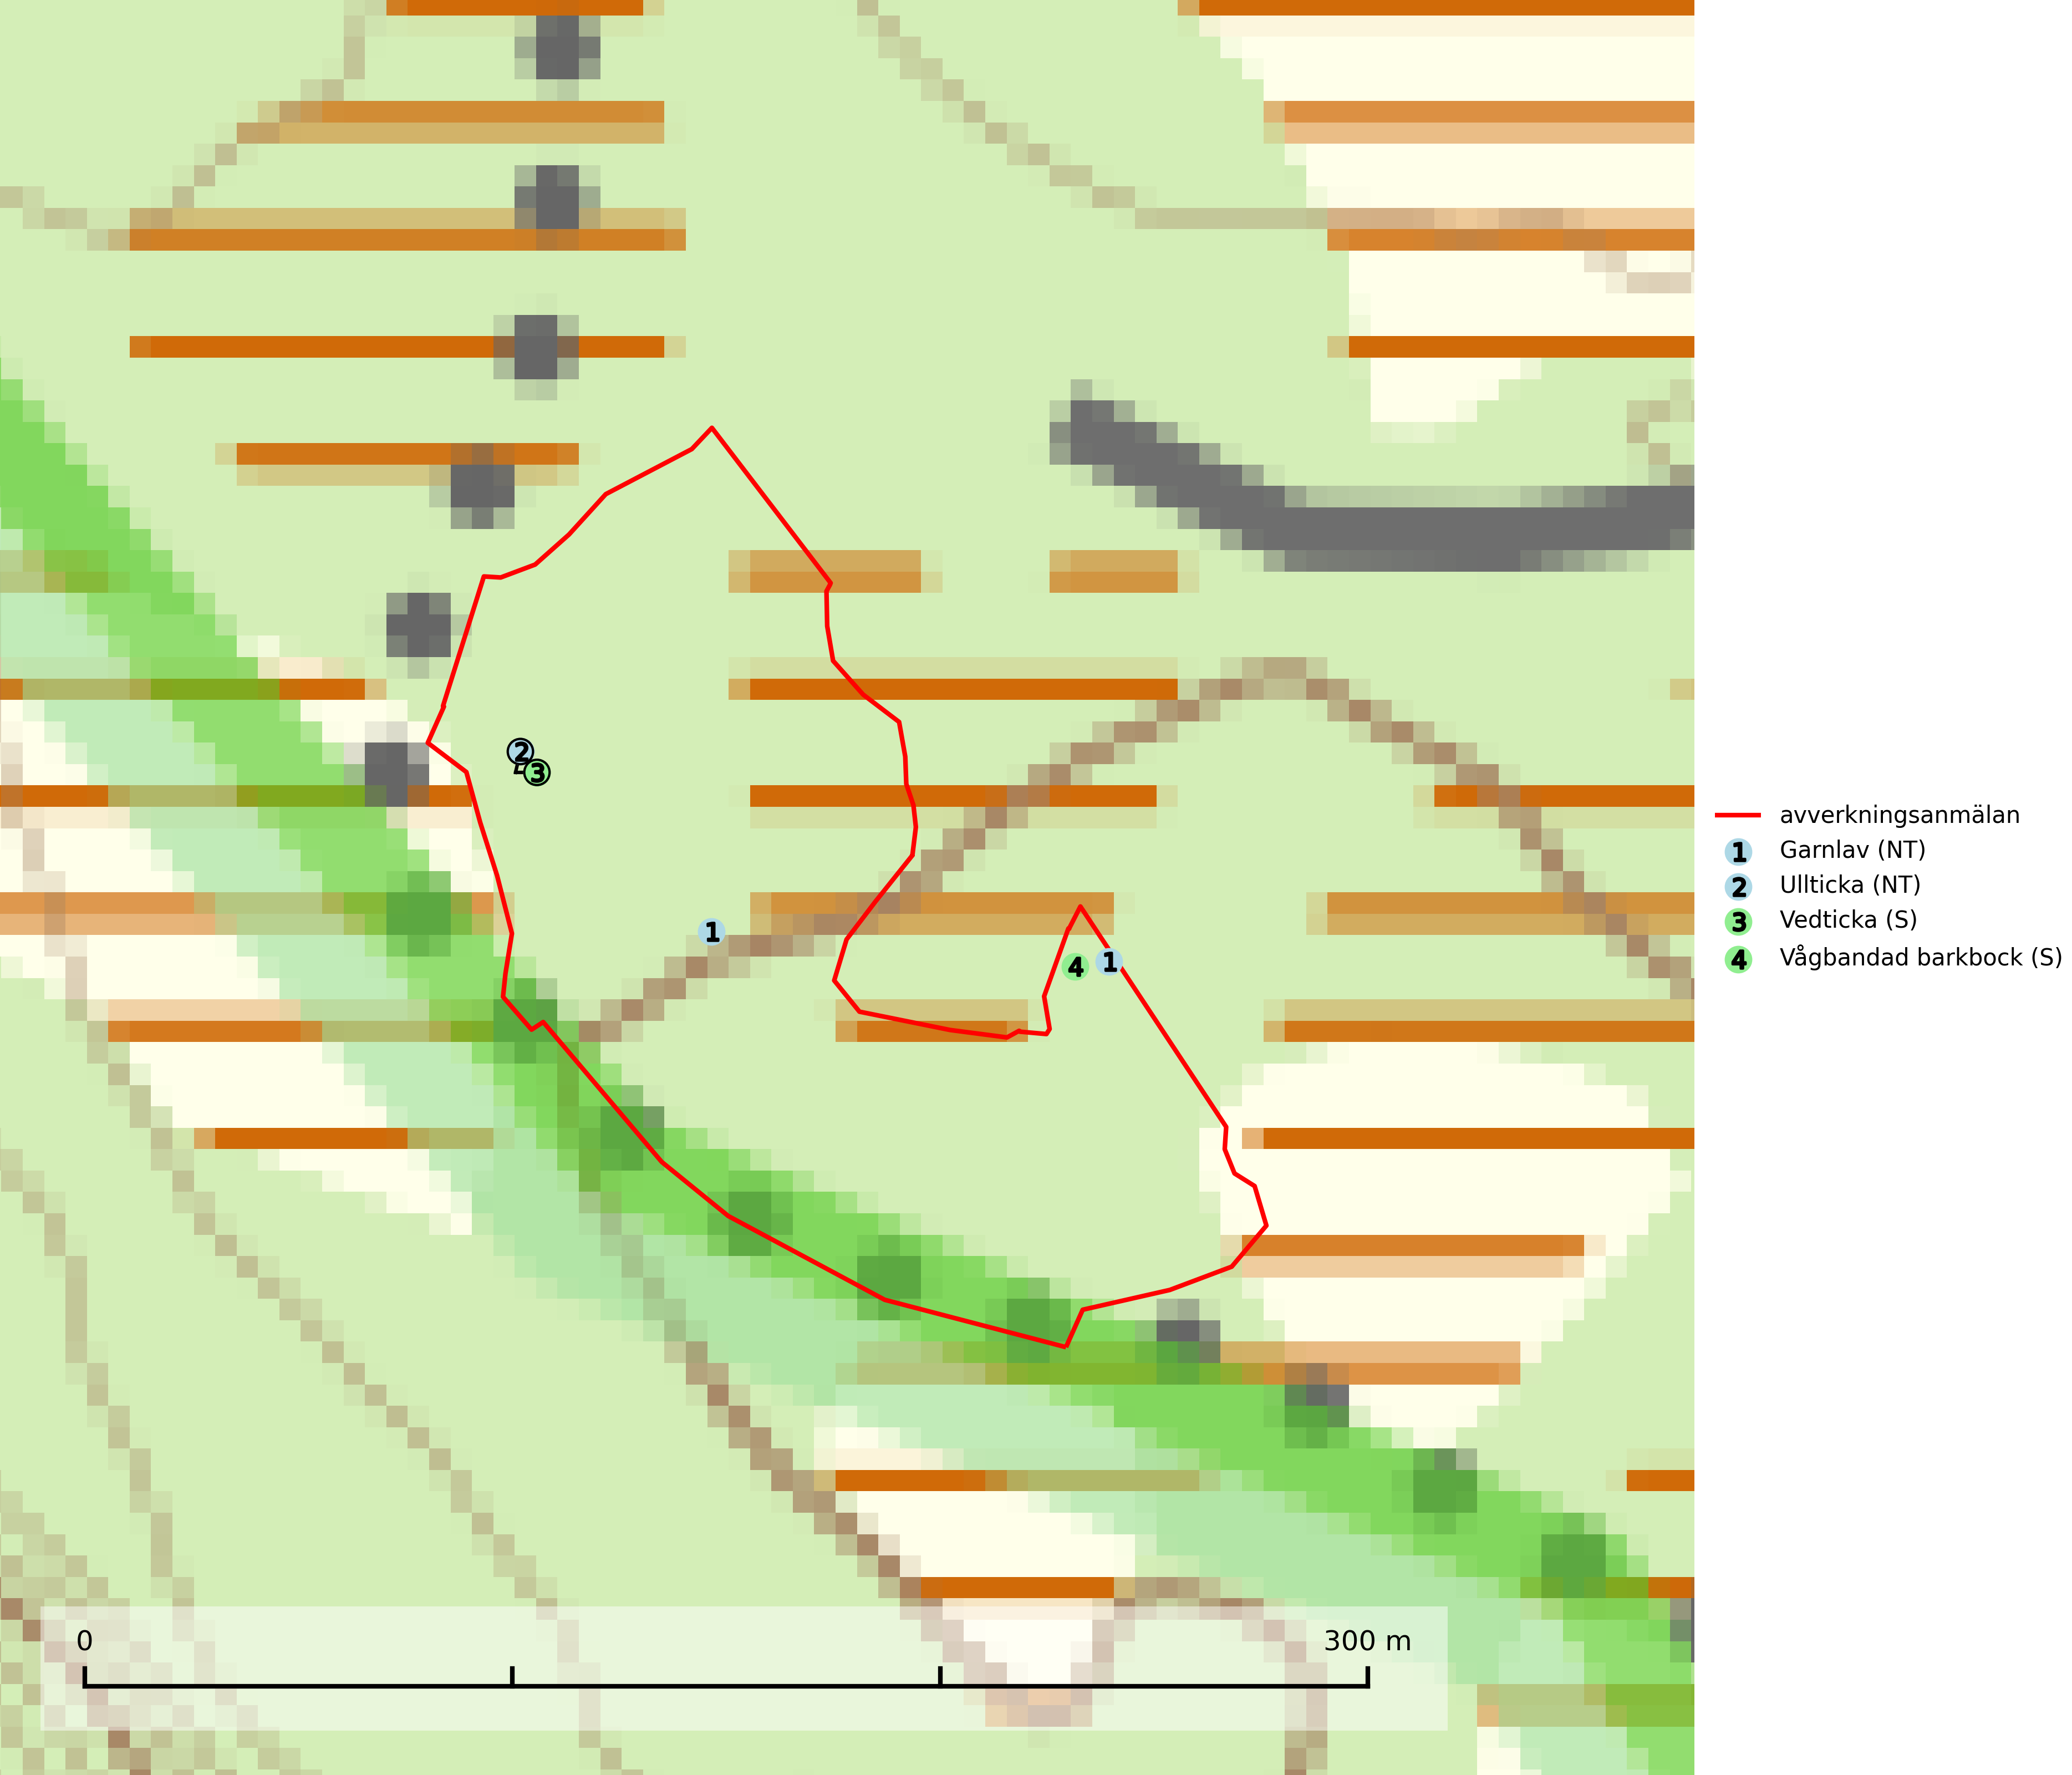 2
3
1
4 1
avverkningsanmälan
1 Garnlav (NT)
2 Ullticka (NT)
3 Vedticka (S)
4 Vågbandad barkbock (S)
0 300 m